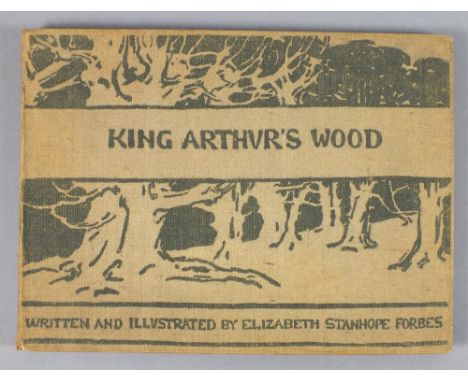 KING ARTHVR'S WOOD
WRITTEN AND ILLVSTRATED BY ELIZABETH STANHOPE FORBES